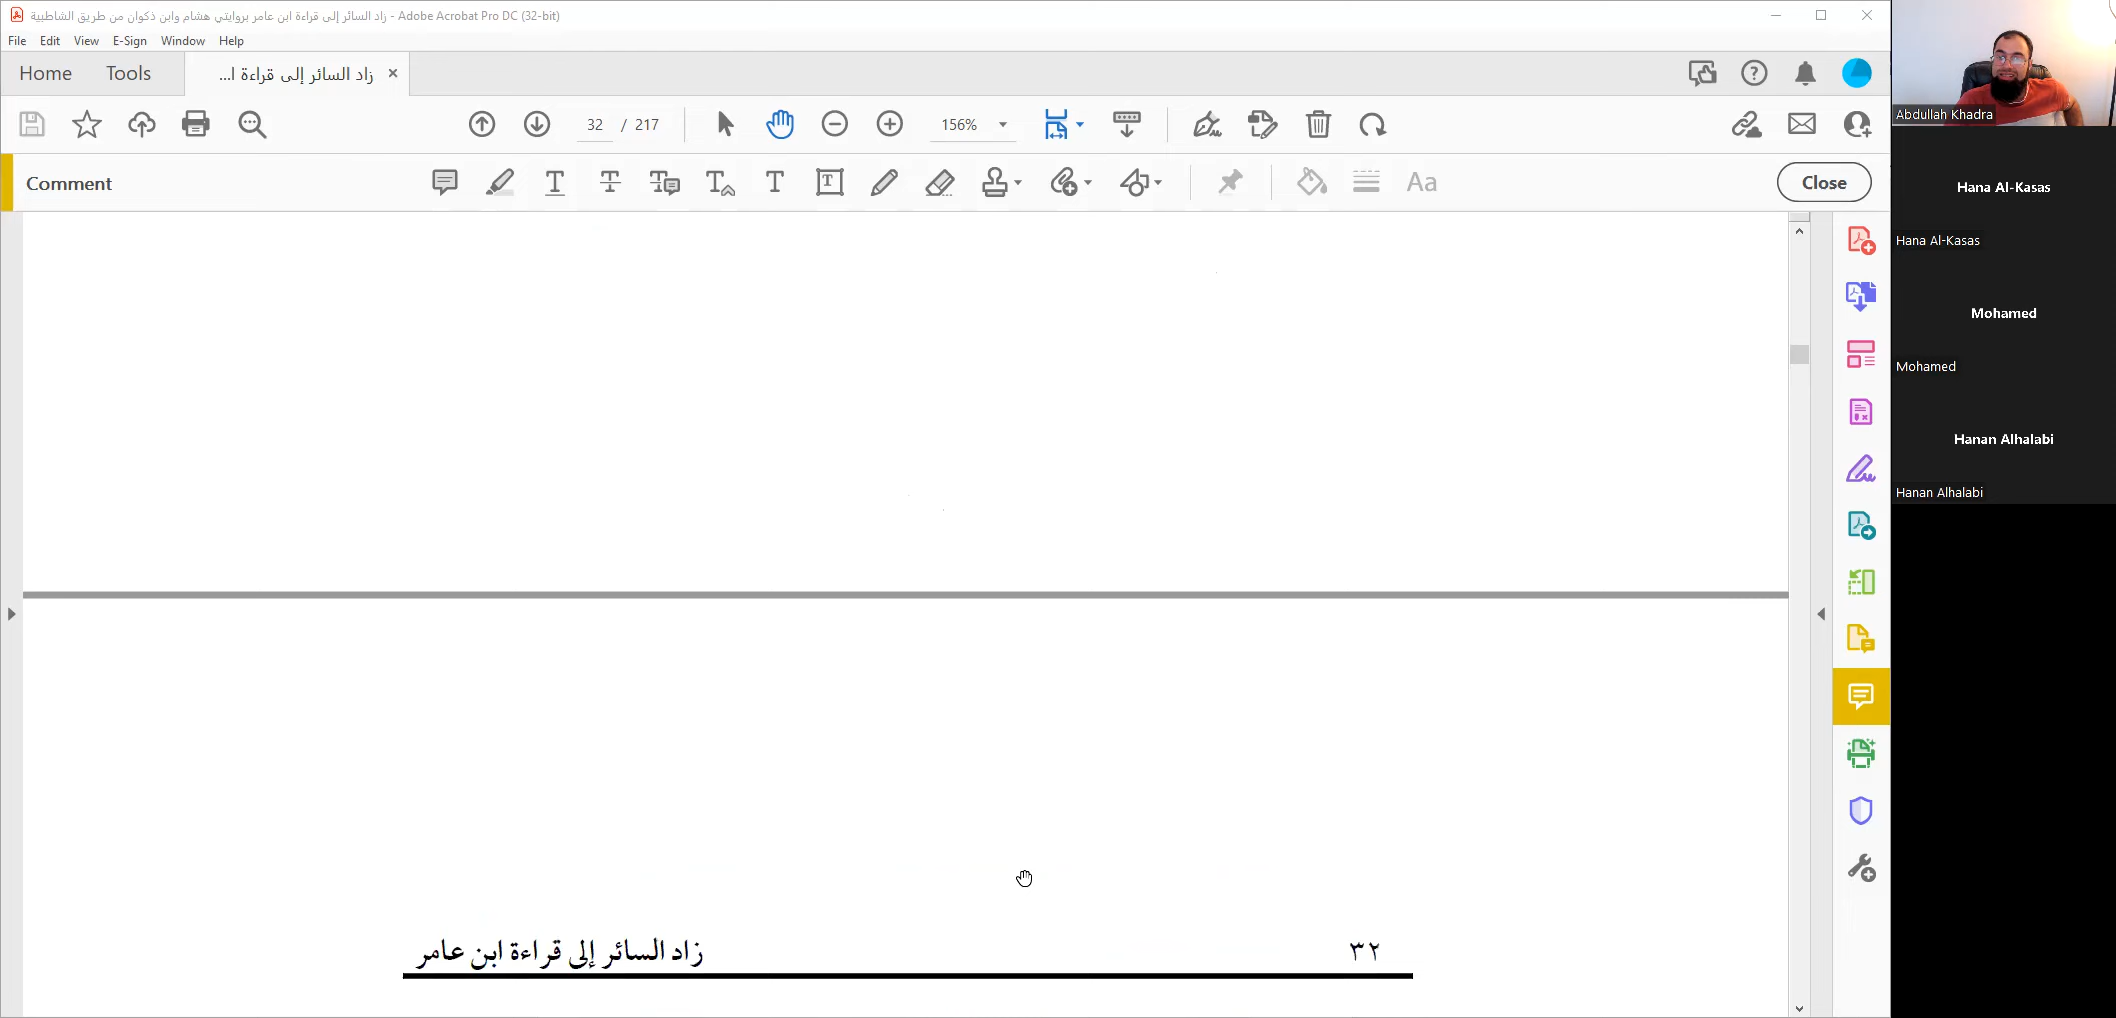 زاد السائر إلى قراءة ابن عامر بروايتي هشام وابن ذكوان من طريق الشاطبية - Adobe Acrobat Pro DC (32-bit)
File Edit View E-Sign Window Help
Home Tools زاد السائر إلى قراءة ا... ×
32 / 217 156%
Comment Close
زاد السائر إلى قراءة ابن عامر ٣٢
Abdullah Khadra
Hana Al-Kasas
Hana Al-Kasas
Mohamed
Mohamed
Hanan Alhalabi
Hanan Alhalabi